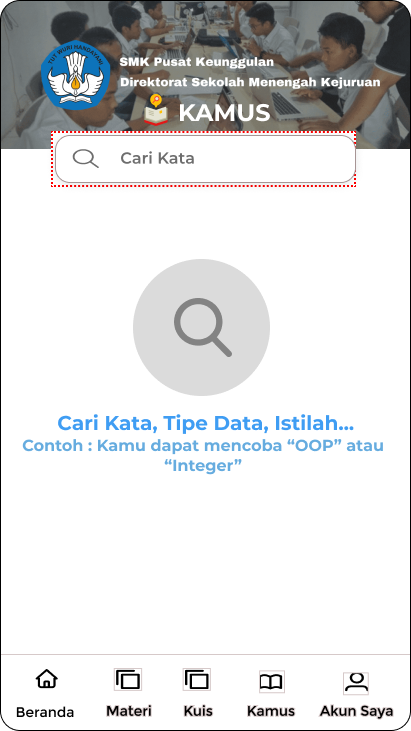 TUT WURI HANDAYANI
SMK Pusat Keunggulan
Direktorat Sekolah Menengah Kejuruan
KAMUS
Cari Kata
Cari Kata, Tipe Data, Istilah...
Contoh : Kamu dapat mencoba “OOP” atau
“Integer”
Beranda
Materi
Kuis
Kamus
Akun Saya